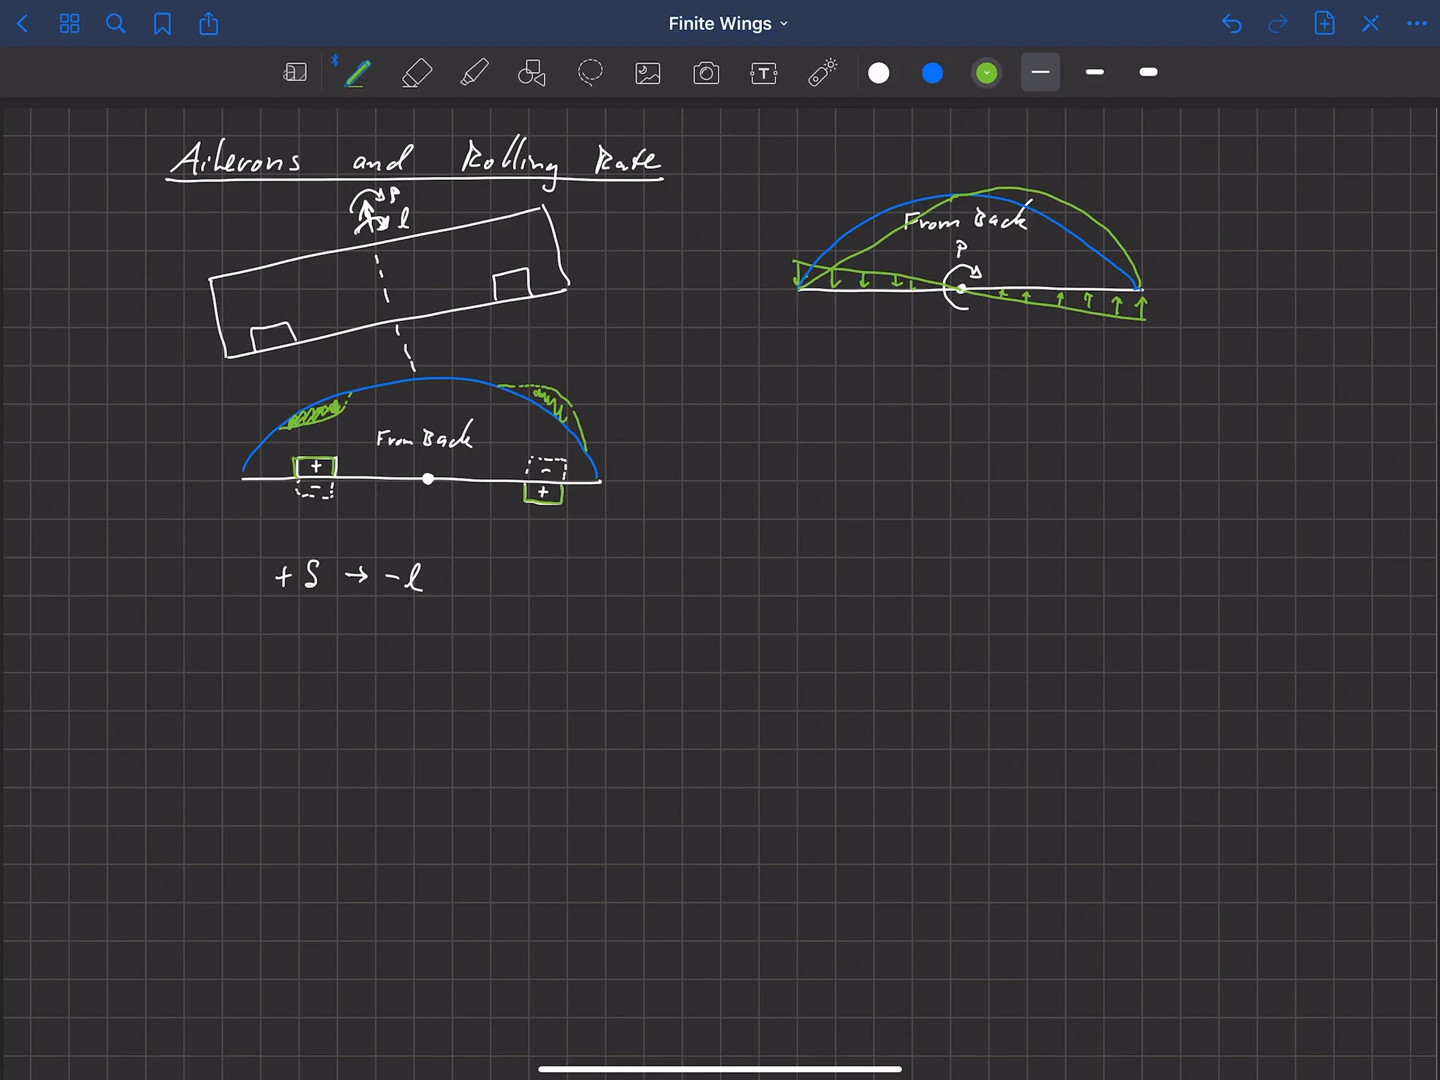 Finite Wings
Ailerons and Rolling Rate
P
l
From Back
+
-
-
+
+ δ → - l
From Back
P